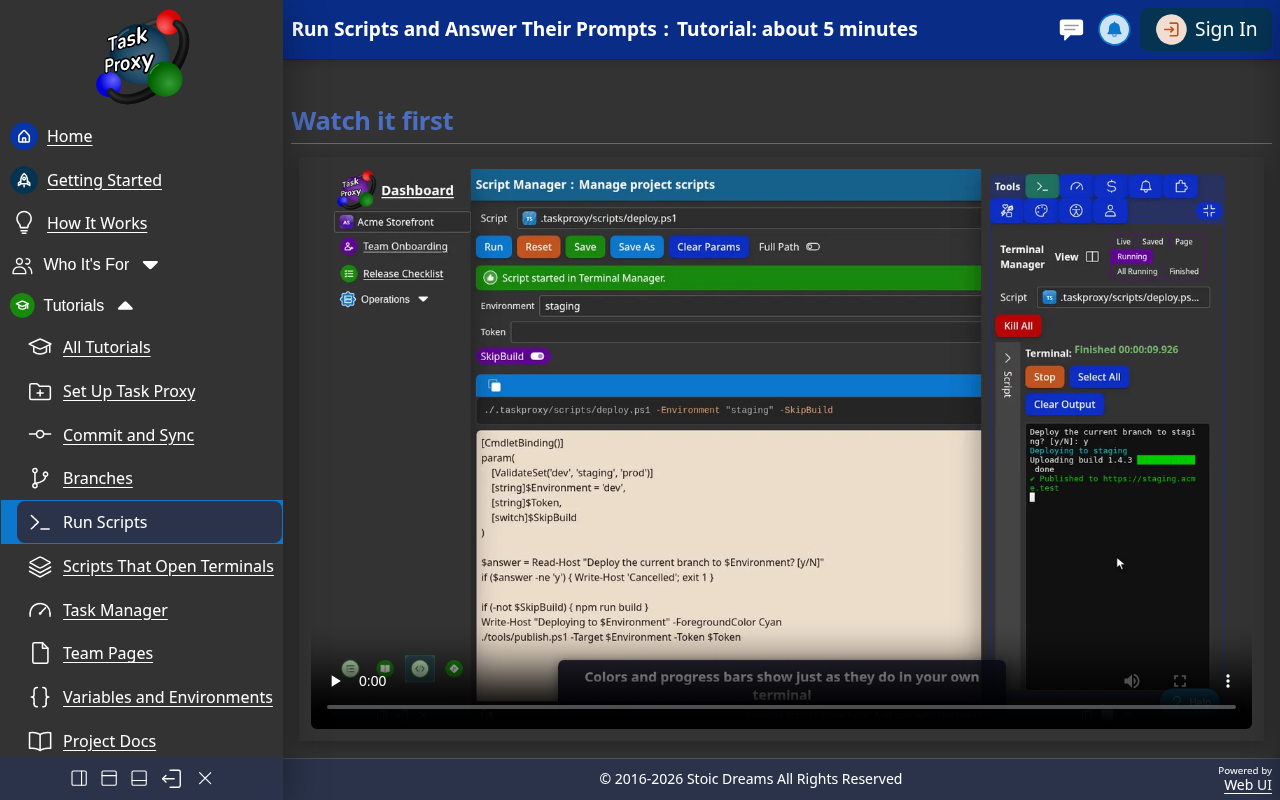 Task Proxy
Home
Getting Started
How It Works
Who It's For
Tutorials
All Tutorials
Set Up Task Proxy
Commit and Sync
Branches
Run Scripts
Scripts That Open Terminals
Task Manager
Team Pages
Variables and Environments
Project Docs
Run Scripts and Answer Their Prompts : Tutorial: about 5 minutes
Sign In
Watch it first
Task Proxy
Dashboard
AS Acme Storefront
Team Onboarding
Release Checklist
Operations
Script Manager : Manage project scripts
Script TS .taskproxy/scripts/deploy.ps1
Run Reset Save Save As Clear Params Full Path
Script started in Terminal Manager.
Environment staging
Token
SkipBuild
./.taskproxy/scripts/deploy.ps1 -Environment "staging" -SkipBuild
[CmdletBinding()]
param(
[ValidateSet('dev', 'staging', 'prod')]
[string]$Environment = 'dev',
[string]$Token,
[switch]$SkipBuild
)
$answer = Read-Host "Deploy the current branch to $Environment? [y/N]"
if ($answer -ne 'y') { Write-Host 'Cancelled'; exit 1 }
if (-not $SkipBuild) { npm run build }
Write-Host "Deploying to $Environment" -ForegroundColor Cyan
./tools/publish.ps1 -Target $Environment -Token $Token
Tools
Terminal Manager
View
Live Saved Page
Running
All Running Finished
Script TS .taskproxy/scripts/deploy.ps...
Kill All
Script
Terminal: Finished 00:00:09.926
Stop Select All
Clear Output
Deploy the current branch to stagi
ng? [y/N]: y
Deploying to staging
Uploading build 1.4.3
done
✔ Published to https://staging.acm
e.test
Colors and progress bars show just as they do in your own
terminal
0:00
Help
© 2016-2026 Stoic Dreams All Rights Reserved
Powered by
Web UI